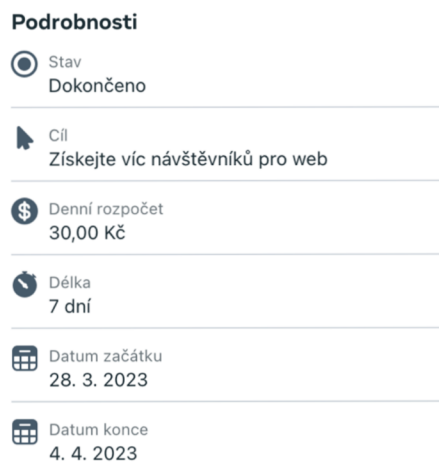 Podrobnosti
Stav
Dokončeno
Cíl
Získejte víc návštěvníků pro web
Denní rozpočet
30,00 Kč
Délka
7 dní
Datum začátku
28. 3. 2023
Datum konce
4. 4. 2023